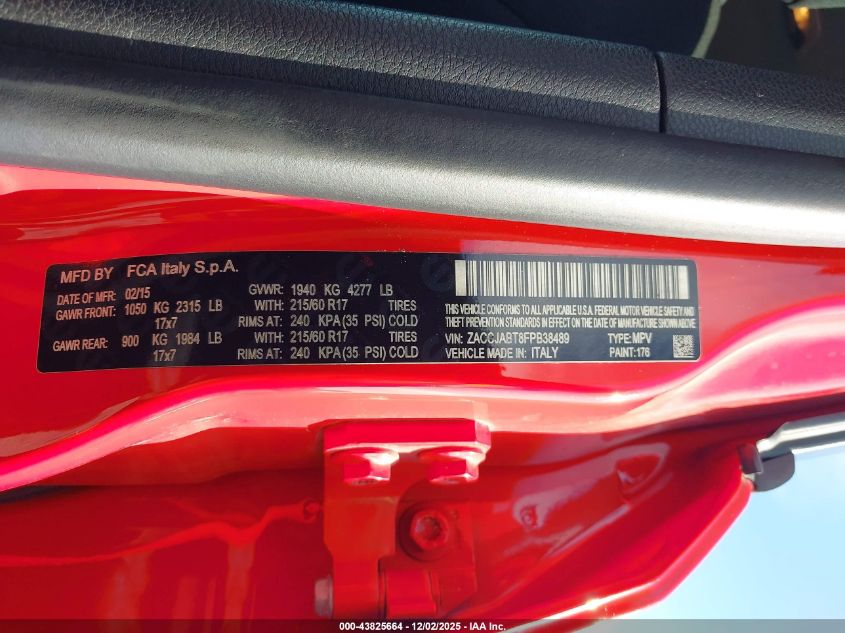 MFD BY FCA Italy S.p.A.
DATE OF MFR: 02/15 GVWR: 1940 KG 4277 LB
GAWR FRONT: 1050 KG 2315 LB WITH: 215/60 R17 TIRES
17x7 RIMS AT: 240 KPA(35 PSI) COLD
GAWR REAR: 900 KG 1984 LB WITH: 215/60 R17 TIRES
17x7 RIMS AT: 240 KPA(35 PSI) COLD
THIS VEHICLE CONFORMS TO ALL APPLICABLE U.S.A. FEDERAL MOTOR VEHICLE SAFETY, BUMPER, AND
THEFT PREVENTION STANDARDS IN EFFECT ON THE DATE OF MANUFACTURE SHOWN ABOVE.
VIN: ZACCJABT8FPB38489 TYPE:MPV
VEHICLE MADE IN: ITALY PAINT:176
000-43825664 - 12/02/2025 - IAA Inc.